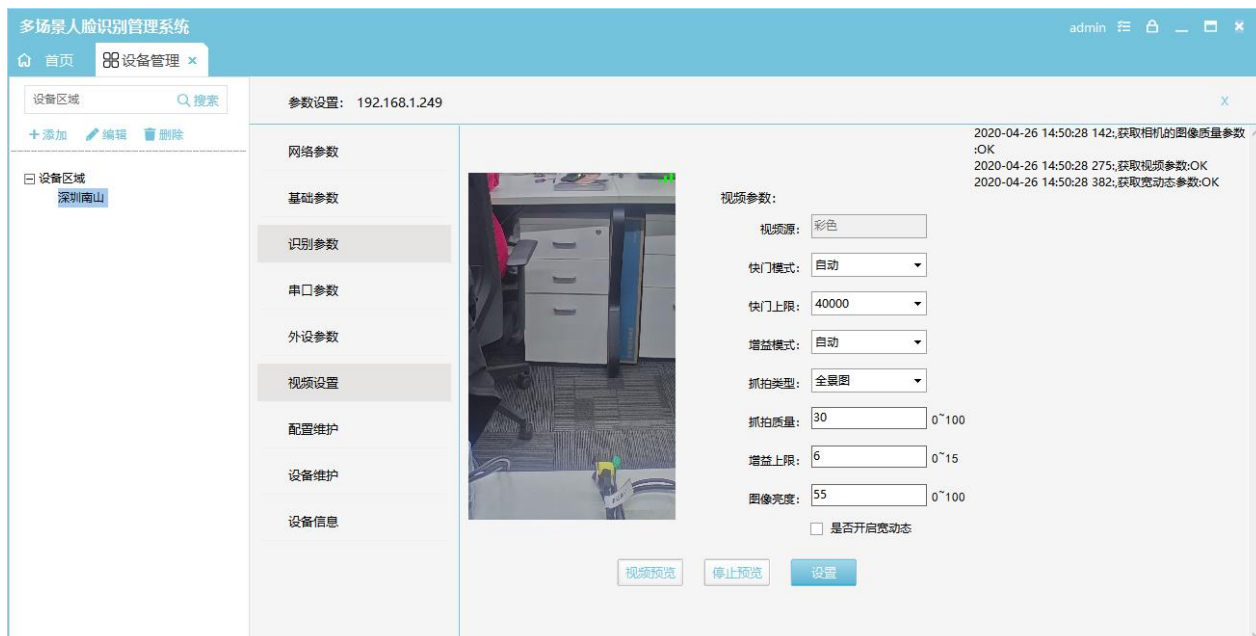 多场景人脸识别管理系统
admin
首页 设备管理 ×
设备区域 搜索
+添加 编辑 删除
设备区域
深圳南山
参数设置: 192.168.1.249 X
网络参数
基础参数
识别参数
串口参数
外设参数
视频设置
配置维护
设备维护
设备信息
视频参数:
视频源: 彩色
快门模式: 自动
快门上限: 40000
增益模式: 自动
抓拍类型: 全景图
抓拍质量: 30 0~100
增益上限: 6 0~15
图像亮度: 55 0~100
是否开启宽动态
视频预览 停止预览 设置
2020-04-26 14:50:28 142:,获取相机的图像质量参数
:OK
2020-04-26 14:50:28 275:,获取视频参数:OK
2020-04-26 14:50:28 382:,获取宽动态参数:OK